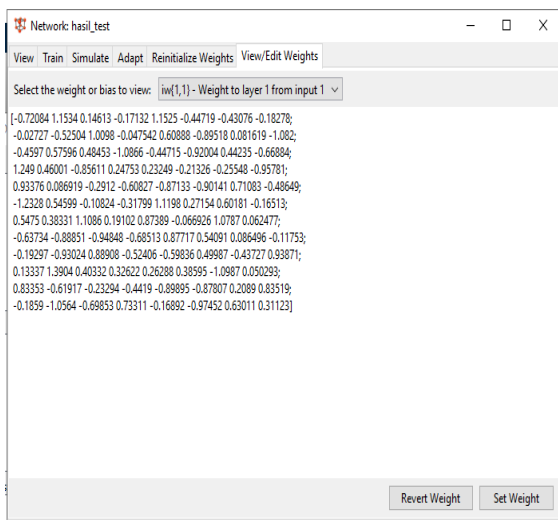 Network: hasil_test
View Train Simulate Adapt Reinitialize Weights View/Edit Weights
Select the weight or bias to view: iw{1,1} - Weight to layer 1 from input 1
[-0.72084 1.1534 0.14613 -0.17132 1.1525 -0.44719 -0.43076 -0.18278;
-0.02727 -0.52504 1.0098 -0.047542 0.60888 -0.89518 0.081619 -1.082;
-0.4597 0.57596 0.48453 -1.0866 -0.44715 -0.92004 0.44235 -0.66884;
1.249 0.46001 -0.85611 0.24753 0.23249 -0.21326 -0.25548 -0.95781;
0.93376 0.086919 -0.2912 -0.60827 -0.87133 -0.90141 0.71083 -0.48649;
-1.2328 0.54599 -0.10824 -0.31799 1.1198 0.27154 0.60181 -0.16513;
0.5475 0.38331 1.1086 0.19102 0.87389 -0.066926 1.0787 0.062477;
-0.63734 -0.88851 -0.94848 -0.68513 0.87717 0.54091 0.086496 -0.11753;
-0.19297 -0.93024 0.88908 -0.52406 -0.59836 0.49987 -0.43727 0.93871;
0.13337 1.3904 0.40332 0.32622 0.26288 0.38595 -1.0987 0.050293;
0.83353 -0.61917 -0.23294 -0.4419 -0.89895 -0.87807 0.2089 0.83519;
-0.1859 -1.0564 -0.69853 0.73311 -0.16892 -0.97452 0.63011 0.31123]
Revert Weight Set Weight